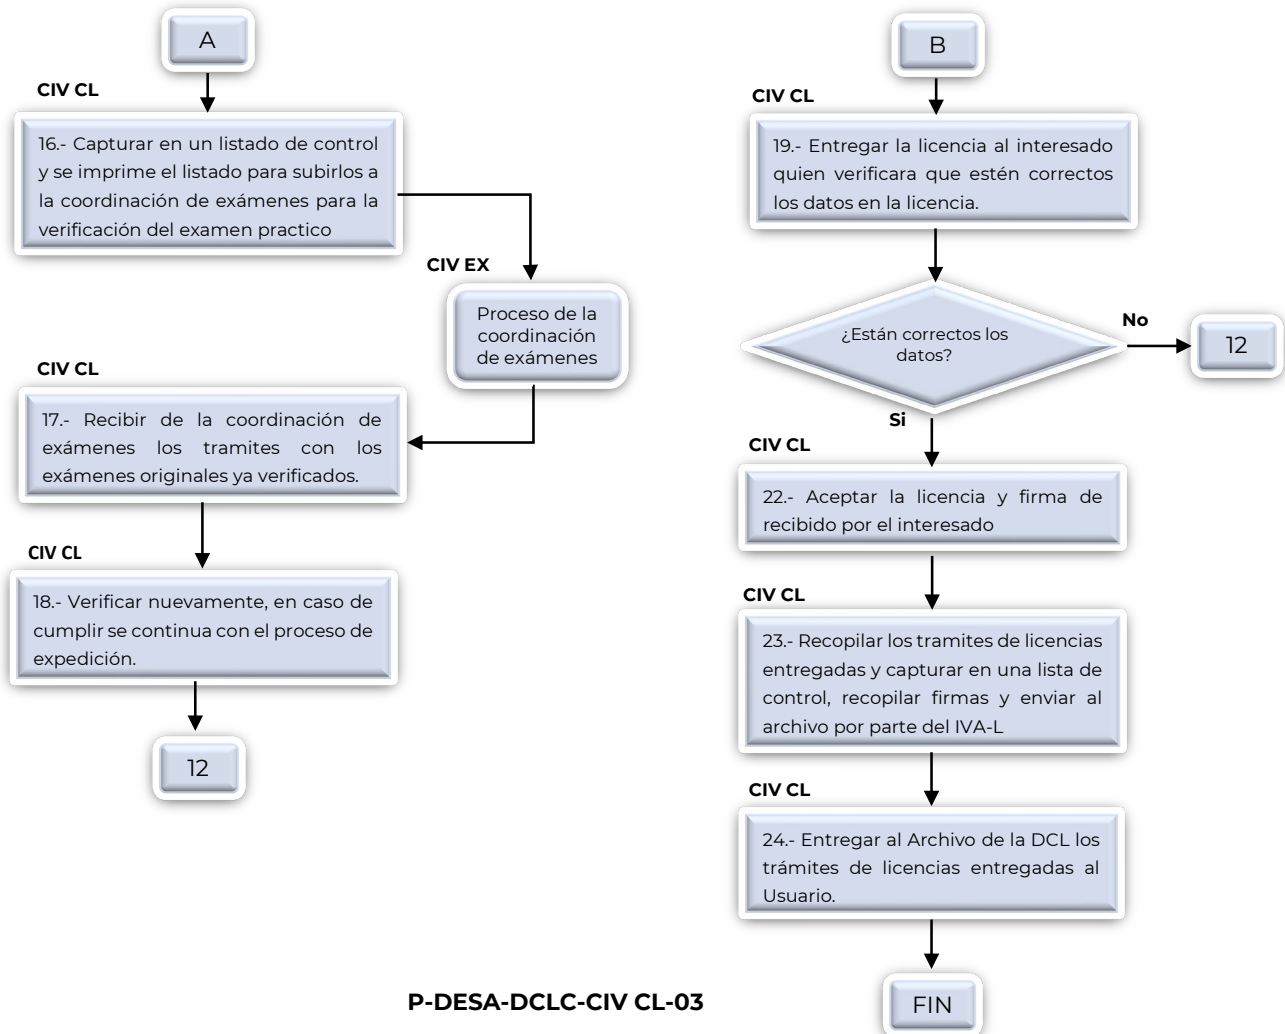 A
CIV CL
16.- Capturar en un listado de control
y se imprime el listado para subirlos a
la coordinación de exámenes para la
verificación del examen practico
CIV EX
Proceso de la
coordinación
de exámenes
CIV CL
17.- Recibir de la coordinación de
exámenes los tramites con los
exámenes originales ya verificados.
CIV CL
18.- Verificar nuevamente, en caso de
cumplir se continua con el proceso de
expedición.
12
B
CIV CL
19.- Entregar la licencia al interesado
quien verificara que estén correctos
los datos en la licencia.
¿Están correctos los
datos?
No
12
Si
CIV CL
22.- Aceptar la licencia y firma de
recibido por el interesado
CIV CL
23.- Recopilar los tramites de licencias
entregadas y capturar en una lista de
control, recopilar firmas y enviar al
archivo por parte del IVA-L
CIV CL
24.- Entregar al Archivo de la DCL los
trámites de licencias entregadas al
Usuario.
FIN
P-DESA-DCLC-CIV CL-03